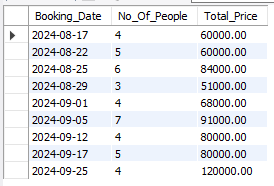 Booking_Date No_Of_People Total_Price
2024-08-17 4 60000.00
2024-08-22 5 60000.00
2024-08-25 6 84000.00
2024-08-29 3 51000.00
2024-09-01 4 68000.00
2024-09-05 7 91000.00
2024-09-12 4 80000.00
2024-09-17 5 80000.00
2024-09-25 4 120000.00